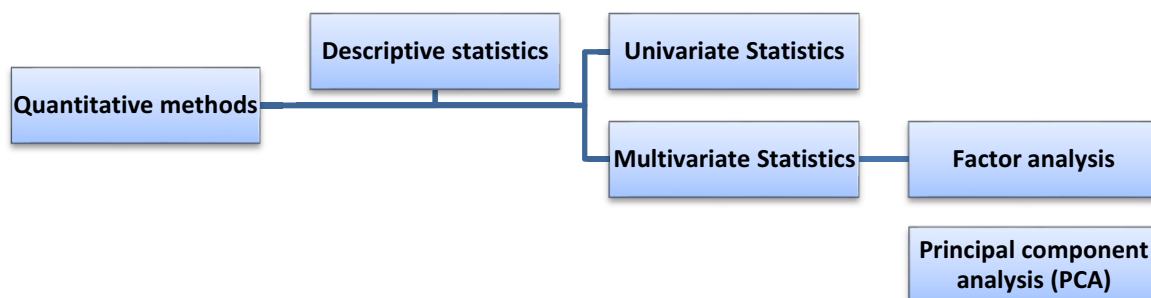 Descriptive statistics
Univariate Statistics
Quantitative methods
Multivariate Statistics
Factor analysis
Principal component
analysis (PCA)